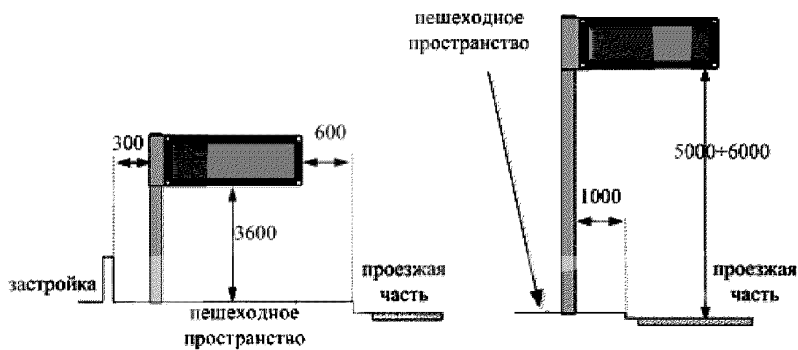 пешеходное
пространство
300
600
3600
5000÷6000
1000
застройка
проезжая
часть
пешеходное
пространство
проезжая
часть